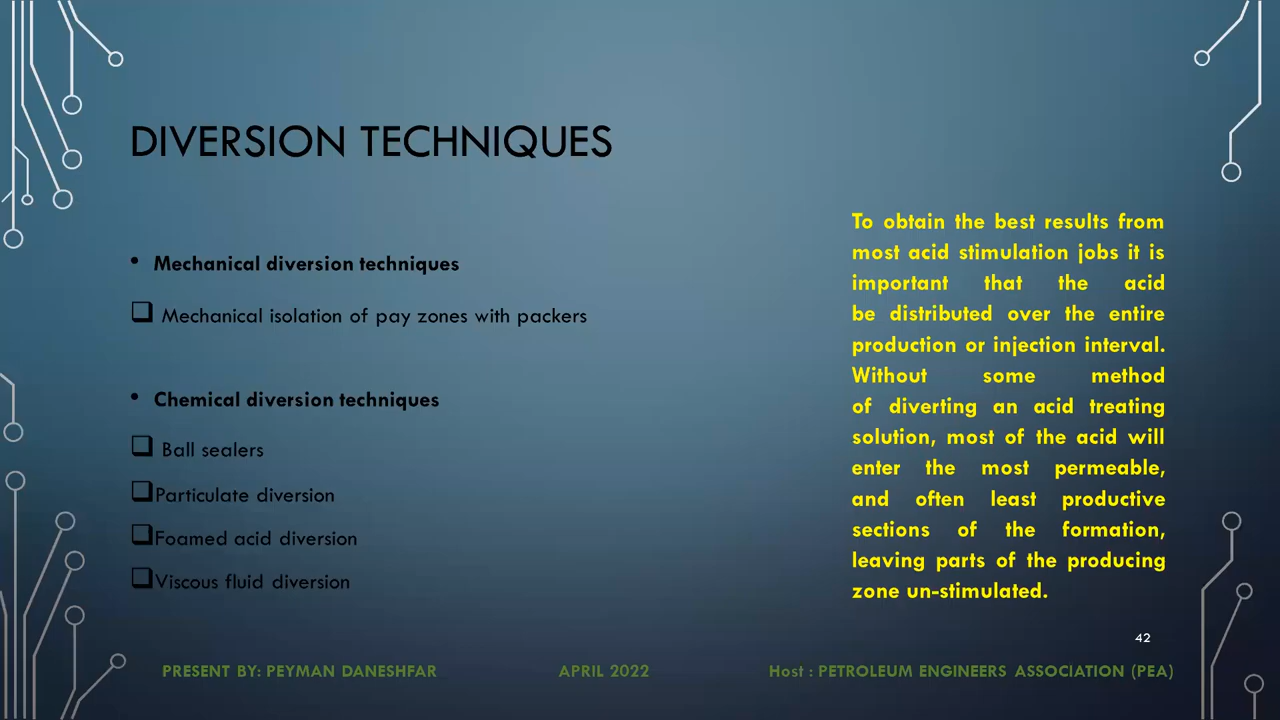 DIVERSION TECHNIQUES
• Mechanical diversion techniques
❑ Mechanical isolation of pay zones with packers
• Chemical diversion techniques
❑ Ball sealers
❑Particulate diversion
❑Foamed acid diversion
❑Viscous fluid diversion
To obtain the best results from
most acid stimulation jobs it is
important that the acid
be distributed over the entire
production or injection interval.
Without some method
of diverting an acid treating
solution, most of the acid will
enter the most permeable,
and often least productive
sections of the formation,
leaving parts of the producing
zone un-stimulated.
42
PRESENT BY: PEYMAN DANESHFAR APRIL 2022 Host : PETROLEUM ENGINEERS ASSOCIATION (PEA)